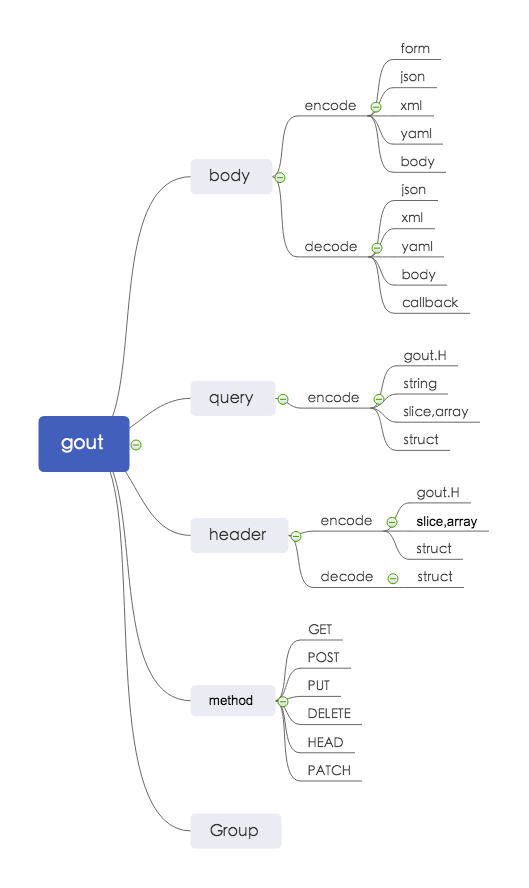 gout
body
encode
form
json
xml
yaml
body
decode
json
xml
yaml
body
callback
query
encode
gout.H
string
slice,array
struct
header
encode
gout.H
slice,array
struct
decode
struct
method
GET
POST
PUT
DELETE
HEAD
PATCH
Group